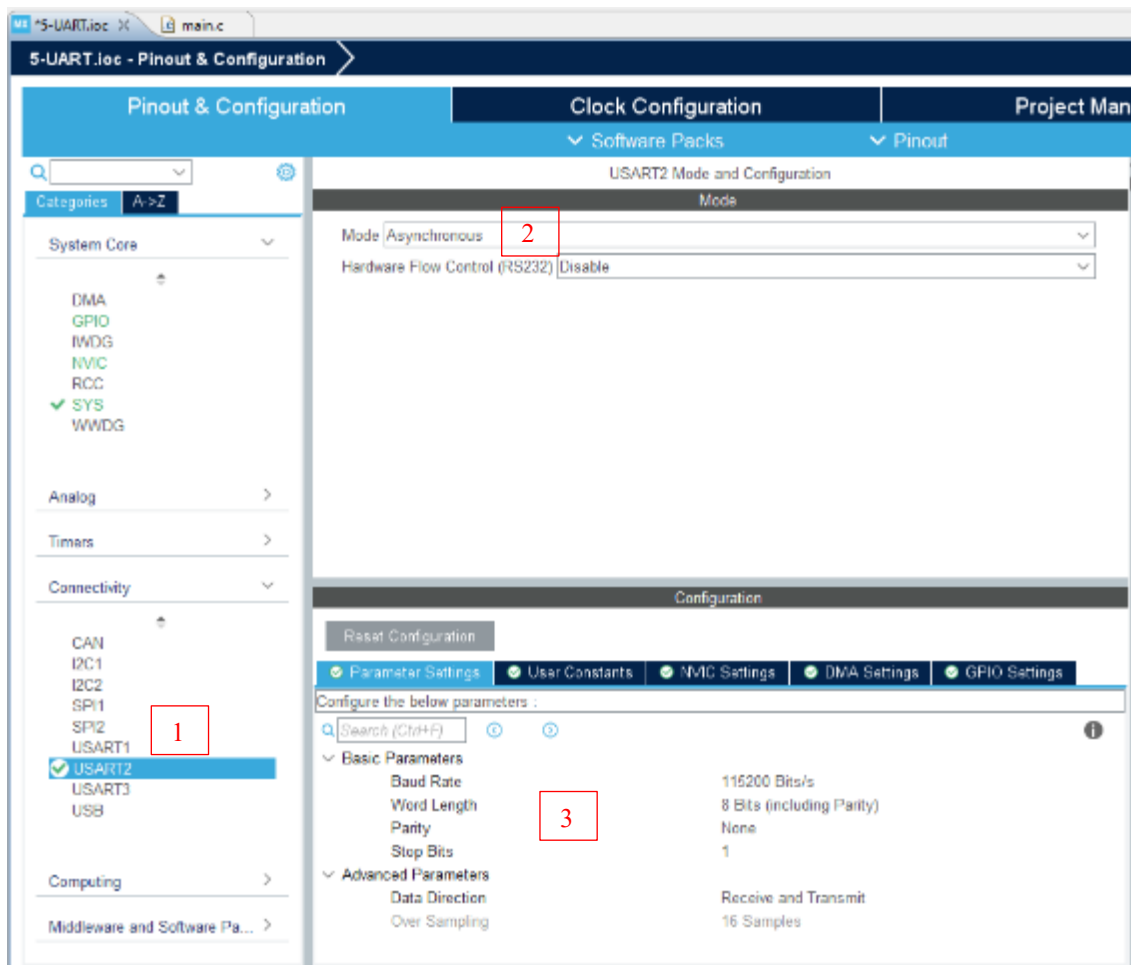 MX *5-UART.ioc
main.c
5-UART.ioc - Pinout & Configuration
Pinout & Configuration
Clock Configuration
Project Man
Software Packs
Pinout
Categories
A->Z
System Core
DMA
GPIO
IWDG
NVIC
RCC
SYS
WWDG
Analog
Timers
Connectivity
CAN
I2C1
I2C2
SPI1
SPI2
USART1
1
USART2
USART3
USB
Computing
Middleware and Software Pa...
USART2 Mode and Configuration
Mode
Mode Asynchronous
2
Hardware Flow Control (RS232) Disable
Configuration
Reset Configuration
Parameter Settings
User Constants
NVIC Settings
DMA Settings
GPIO Settings
Configure the below parameters :
Search (Ctrl+F)
Basic Parameters
Baud Rate 115200 Bits/s
Word Length 8 Bits (including Parity)
3
Parity None
Stop Bits 1
Advanced Parameters
Data Direction Receive and Transmit
Over Sampling 16 Samples